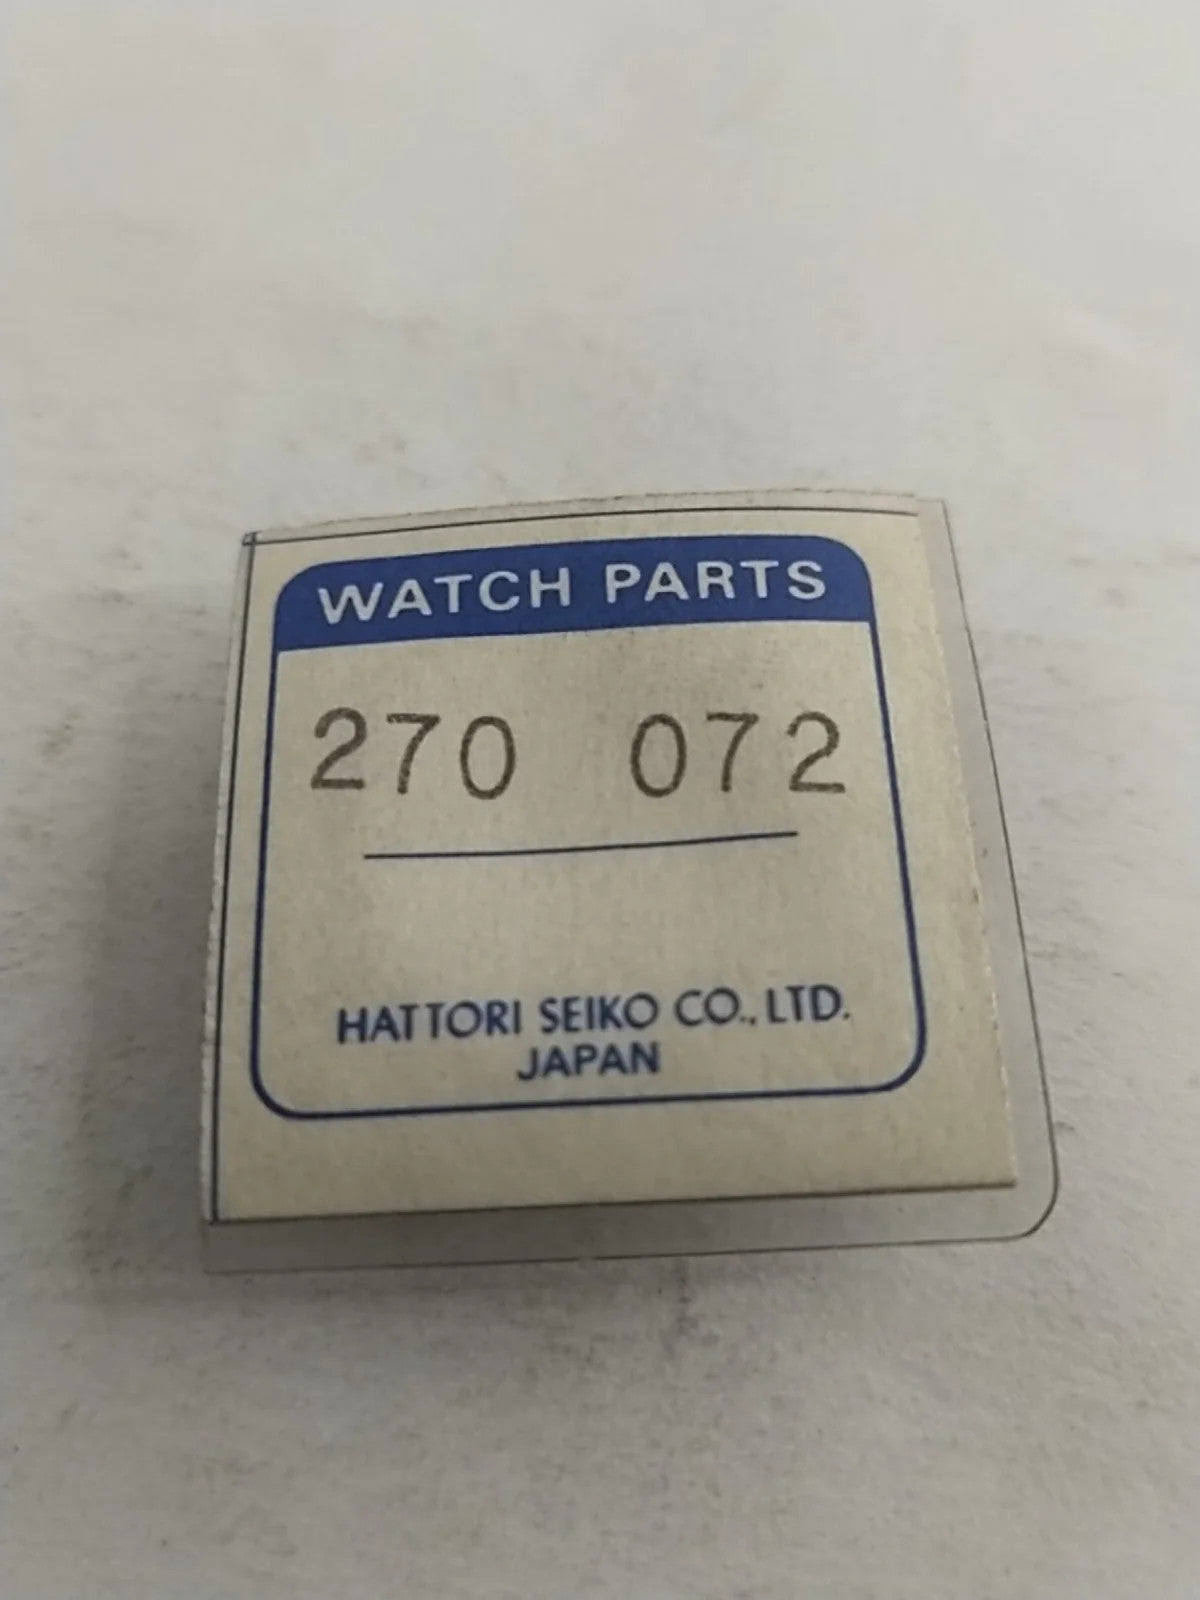 WATCH PARTS
270 072
HATTORI SEIKO CO., LTD.
JAPAN